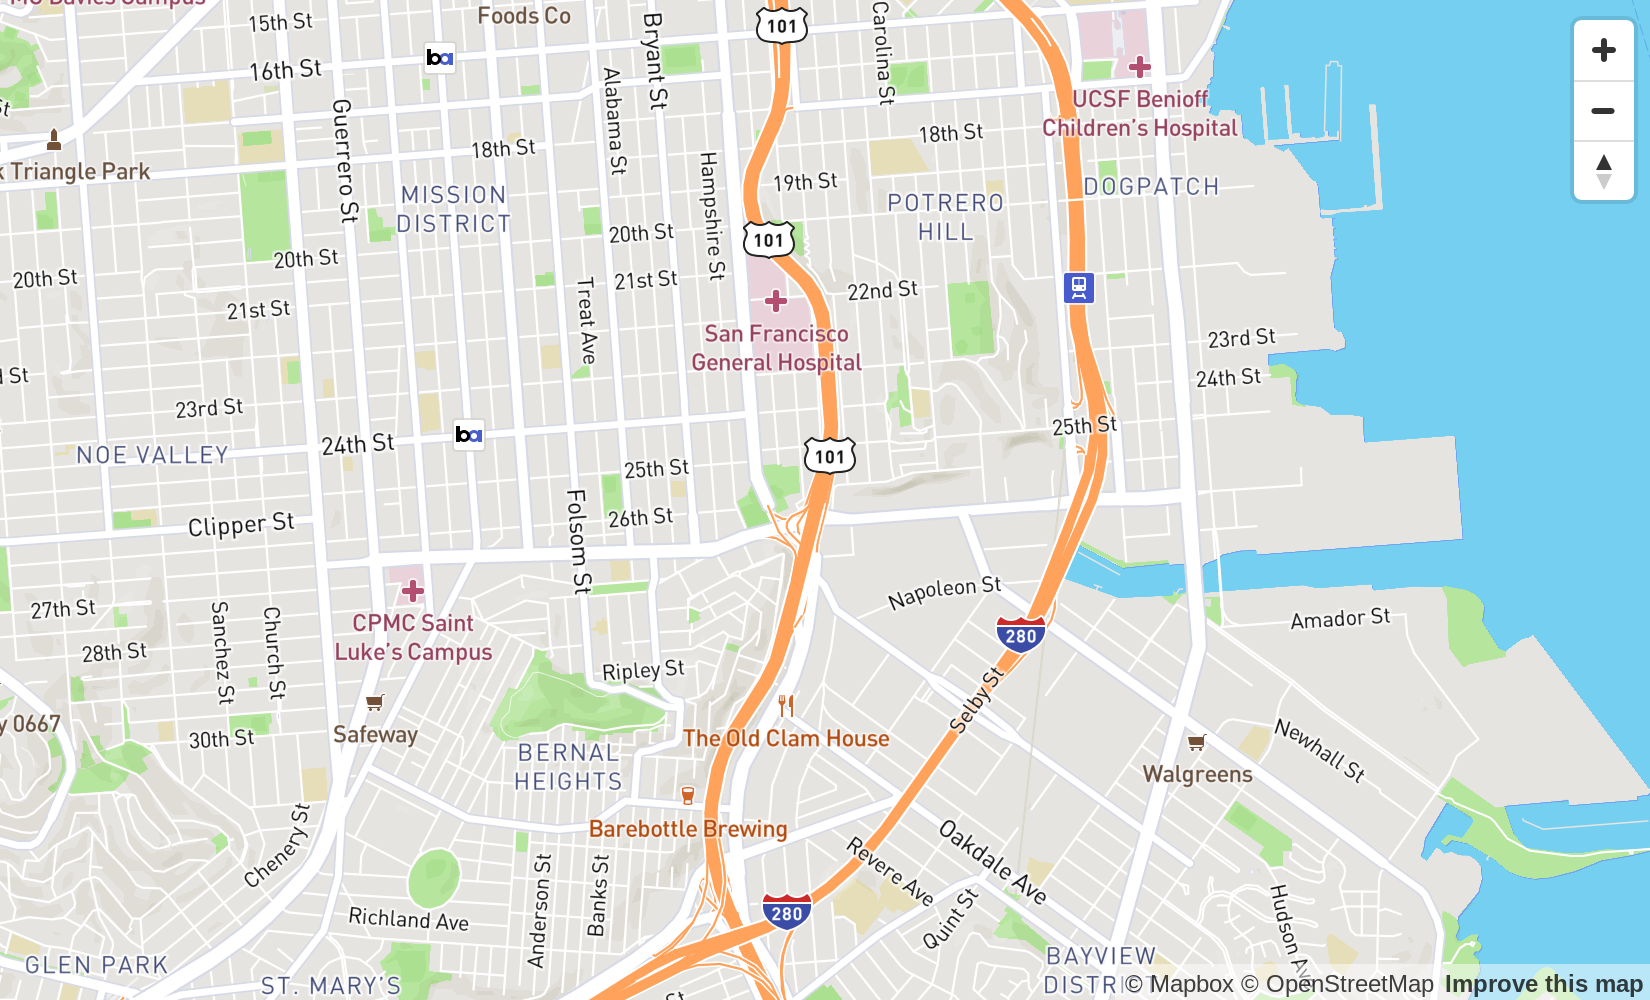 15th St
Foods Co
Bryant St
101
Carolina St
16th St
ba
Alabama St
Guerrero St
UCSF Benioff
Children's Hospital
18th St
18th St
Triangle Park
Hampshire St
19th St
MISSION
DISTRICT
POTRERO
HILL
DOGPATCH
20th St
101
20th St
20th St
21st St
22nd St
21st St
Treat Ave
San Francisco
General Hospital
23rd St
24th St
St
23rd St
25th St
24th St
ba
NOE VALLEY
101
25th St
Folsom St
26th St
Clipper St
Napoleon St
27th St
Sanchez St
Church St
CPMC Saint
Luke's Campus
Amador St
280
28th St
Ripley St
Selby St
0667
30th St
Safeway
The Old Clam House
BERNAL
HEIGHTS
Newhall St
Walgreens
Barebottle Brewing
Chenery St
Revere Ave
Oakdale Ave
Anderson St
Banks St
Richland Ave
280
Quint St
Hudson Ave
GLEN PARK
ST. MARY'S
BAYVIEW
DISTRI
© Mapbox © OpenStreetMap Improve this map